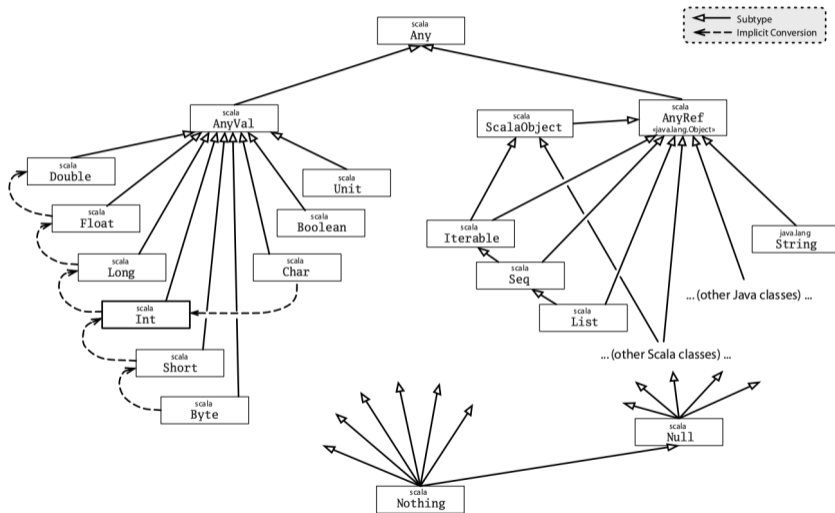 scala
Any
Subtype
Implicit Conversion
scala
AnyVal
scala
ScalaObject
scala
AnyRef
«java.lang.Object»
scala
Double
scala
Unit
scala
Float
scala
Boolean
scala
Iterable
java.lang
String
scala
Long
scala
Char
scala
Seq
scala
Int
scala
List
... (other Java classes) ...
scala
Short
... (other Scala classes) ...
scala
Byte
scala
Null
scala
Nothing